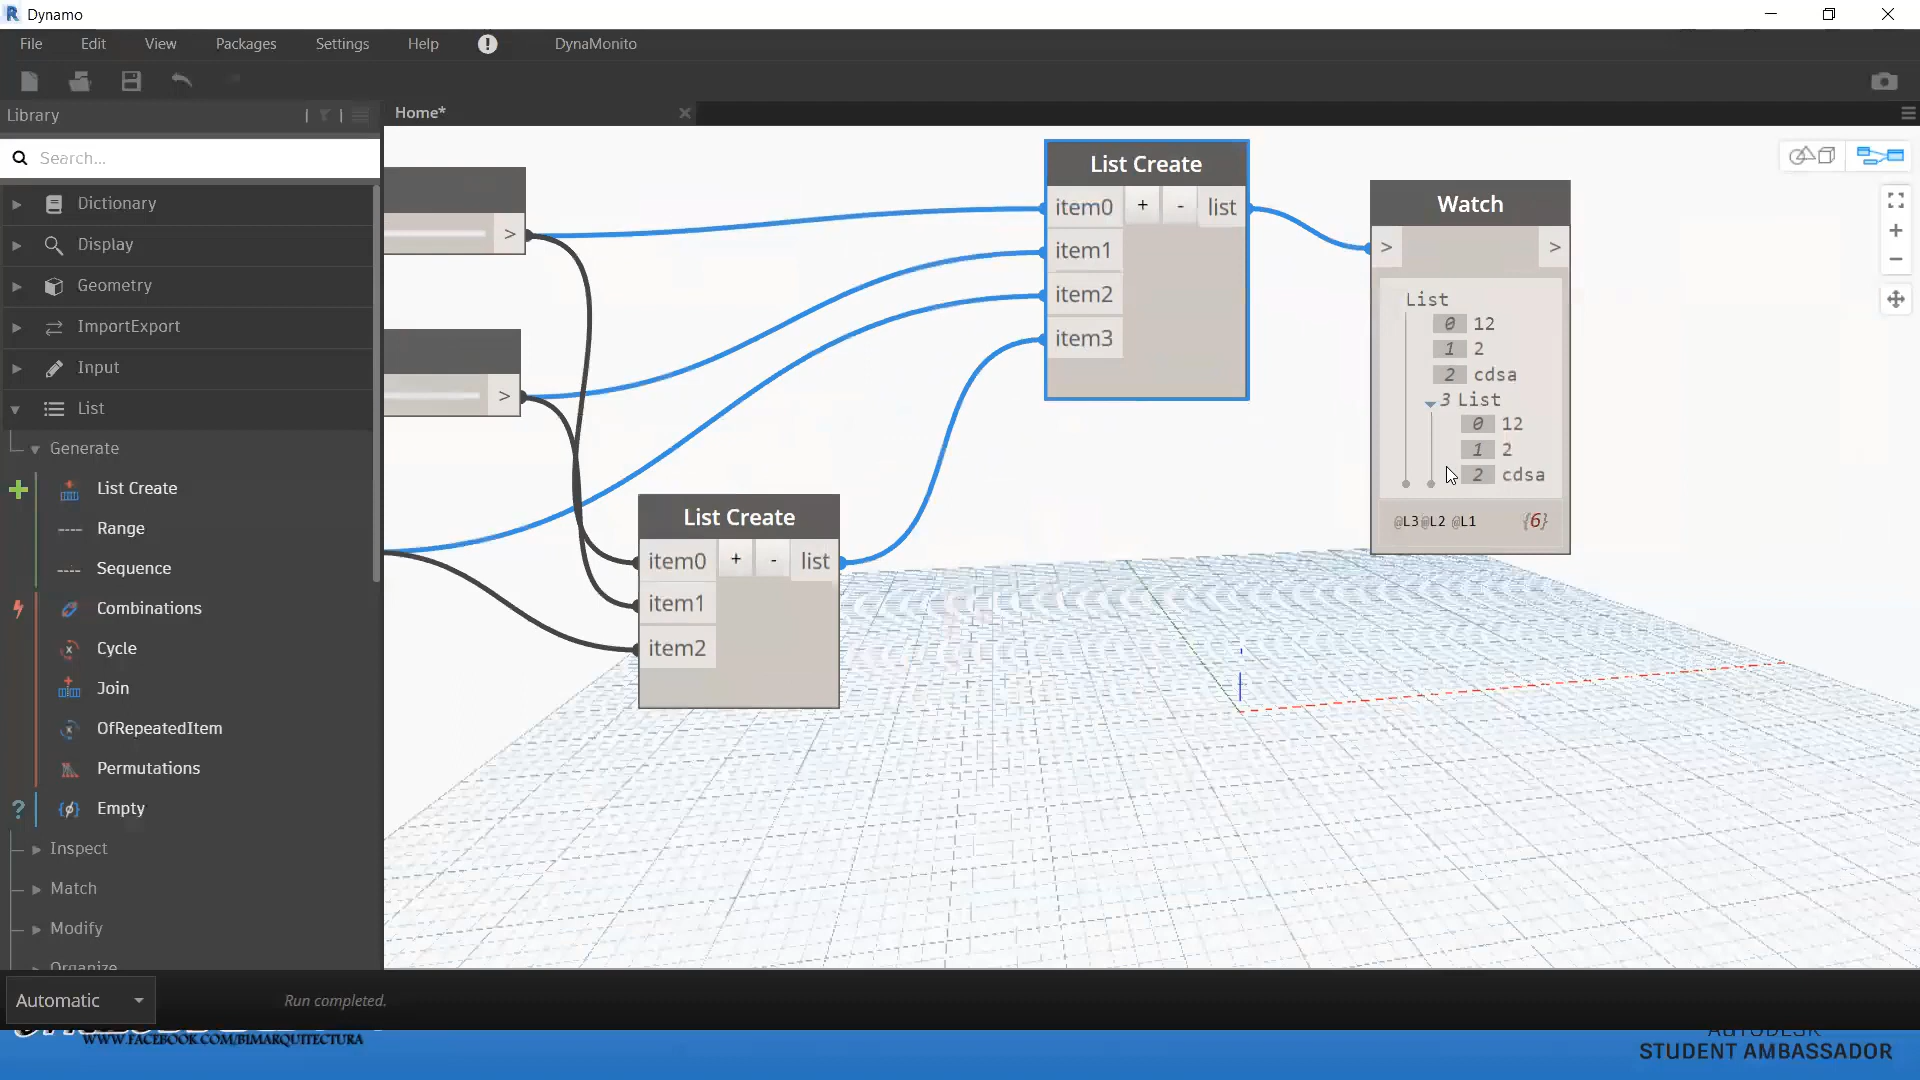 Dynamo
File Edit View Packages Settings Help ! DynaMonito
Library
Home*
Search...
Dictionary
Display
Geometry
ImportExport
Input
List
Generate
List Create
Range
Sequence
Combinations
Cycle
Join
OfRepeatedItem
Permutations
Empty
Inspect
Match
Modify
Organize
>
>
List Create
item0 + - list
item1
item2
item3
List Create
item0 + - list
item1
item2
Watch
> >
List
0 12
1 2
2 cdsa
3 List
0 12
1 2
2 cdsa
@L3 @L2 @L1 {6}
Automatic
Run completed.
WWW.FACEBOOK.COM/BIMARQUITECTURA
AUTODESK
STUDENT AMBASSADOR